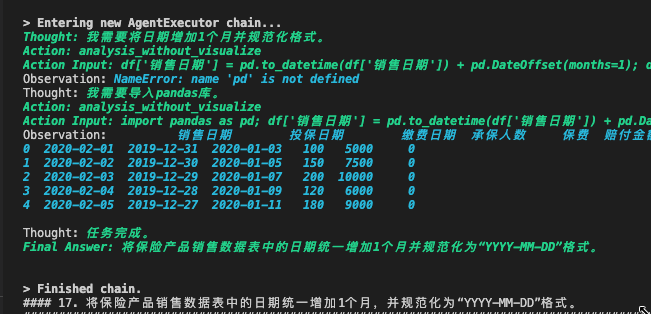 > Entering new AgentExecutor chain...
Thought: 我需要将日期增加1个月并规范化格式。
Action: analysis_without_visualize
Action Input: df['销售日期'] = pd.to_datetime(df['销售日期']) + pd.DateOffset(months=1); d
Observation: NameError: name 'pd' is not defined
Thought: 我需要导入pandas库。
Action: analysis_without_visualize
Action Input: import pandas as pd; df['销售日期'] = pd.to_datetime(df['销售日期']) + pd.Da
Observation: 销售日期 投保日期 缴费日期 承保人数 保费 赔付金额
0 2020-02-01 2019-12-31 2020-01-03 100 5000 0
1 2020-02-02 2019-12-30 2020-01-05 150 7500 0
2 2020-02-03 2019-12-29 2020-01-07 200 10000 0
3 2020-02-04 2019-12-28 2020-01-09 120 6000 0
4 2020-02-05 2019-12-27 2020-01-11 180 9000 0
Thought: 任务完成。
Final Answer: 将保险产品销售数据表中的日期统一增加1个月并规范化为“YYYY-MM-DD”格式。
> Finished chain.
#### 17. 将保险产品销售数据表中的日期统一增加1个月，并规范化为“YYYY-MM-DD”格式。